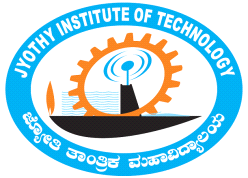 JYOTHY INSTITUTE OF TECHNOLOGY
ಜ್ಯೋತಿ ತಾಂತ್ರಿಕ ಮಹಾವಿದ್ಯಾಲಯ